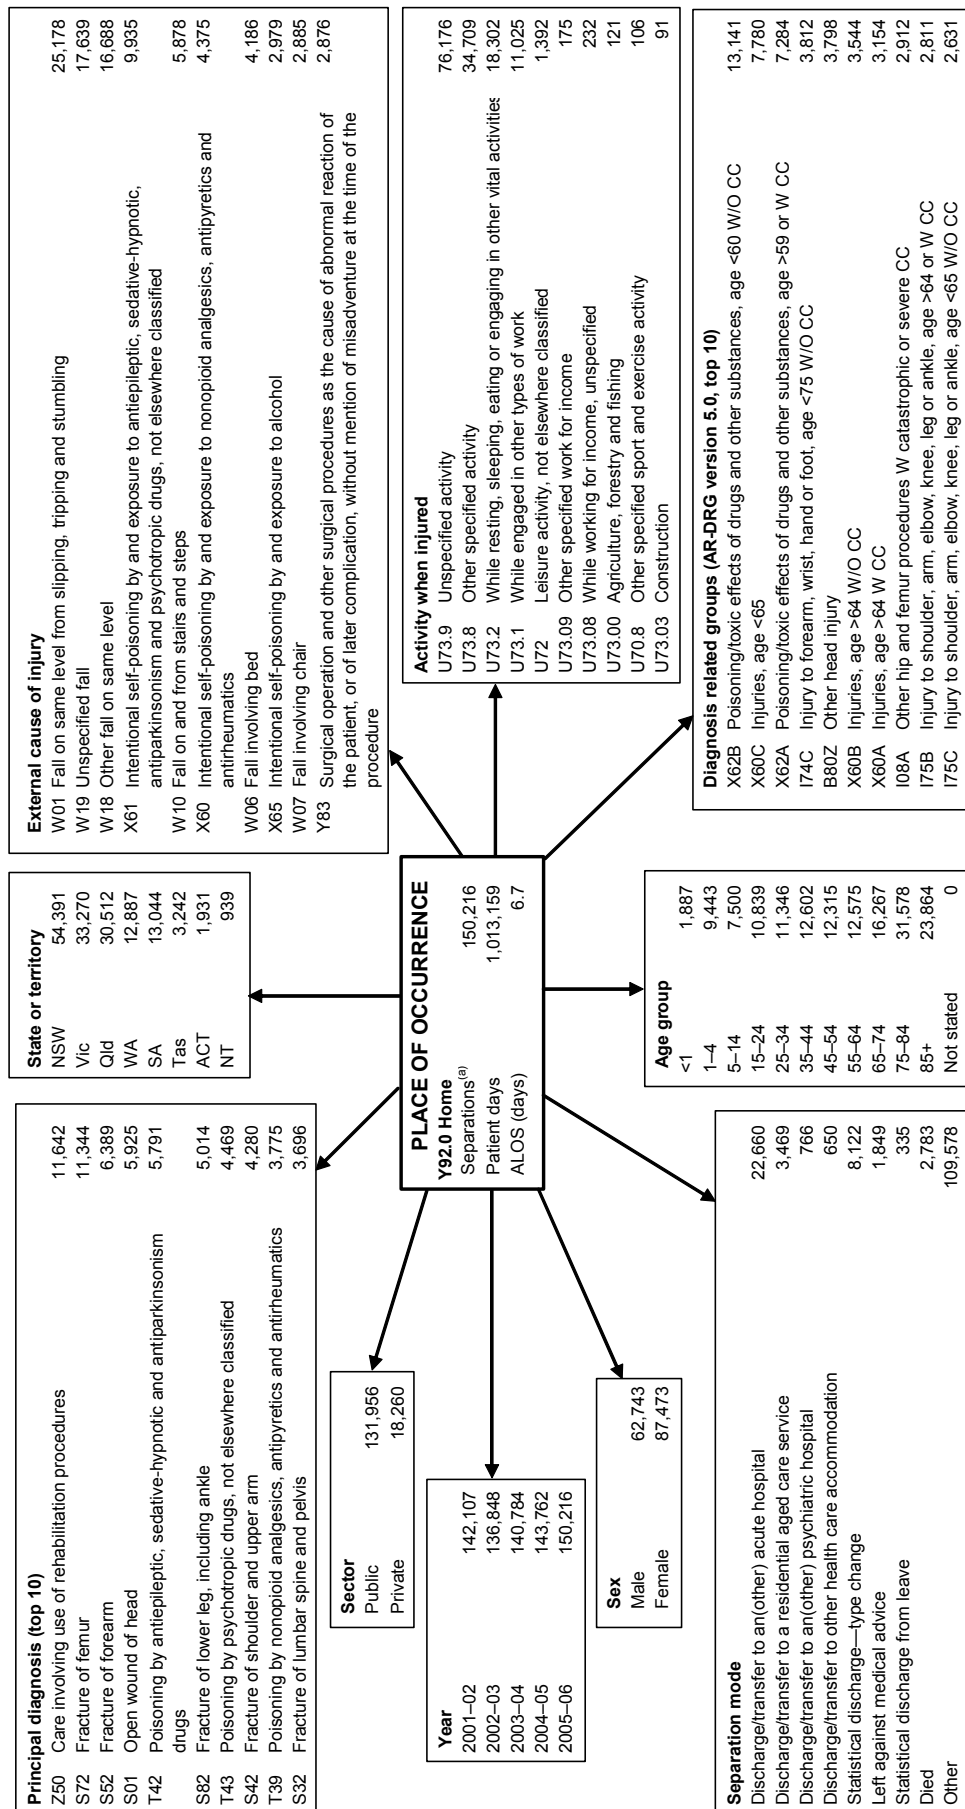 Principal diagnosis (top 10)
Z50 Care involving use of rehabilitation procedures 11,642
S72 Fracture of femur 11,344
S52 Fracture of forearm 6,389
S01 Open wound of head 5,925
T42 Poisoning by antiepileptic, sedative-hypnotic and antiparkinsonism 5,791
drugs
S82 Fracture of lower leg, including ankle 5,014
T43 Poisoning by psychotropic drugs, not elsewhere classified 4,469
S42 Fracture of shoulder and upper arm 4,280
T39 Poisoning by nonopioid analgesics, antipyretics and antirheumatics 3,775
S32 Fracture of lumbar spine and pelvis 3,696
State or territory
NSW 54,391
Vic 33,270
Qld 30,512
WA 12,887
SA 13,044
Tas 3,242
ACT 1,931
NT 939
External cause of injury
W01 Fall on same level from slipping, tripping and stumbling 25,178
W19 Unspecified fall 17,639
W18 Other fall on same level 16,688
X61 Intentional self-poisoning by and exposure to antiepileptic, sedative-hypnotic, 9,935
antiparkinsonism and psychotropic drugs, not elsewhere classified
W10 Fall on and from stairs and steps 5,878
X60 Intentional self-poisoning by and exposure to nonopioid analgesics, antipyretics and 4,375
antirheumatics
W06 Fall involving bed 4,186
X65 Intentional self-poisoning by and exposure to alcohol 2,979
W07 Fall involving chair 2,885
Y83 Surgical operation and other surgical procedures as the cause of abnormal reaction of 2,876
the patient, or of later complication, without mention of misadventure at the time of the
procedure
Sector
Public 131,956
Private 18,260
Year
2001–02 142,107
2002–03 136,848
2003–04 140,784
2004–05 143,762
2005–06 150,216
Sex
Male 62,743
Female 87,473
PLACE OF OCCURRENCE
Y92.0 Home
Separations(a) 150,216
Patient days 1,013,159
ALOS (days) 6.7
Activity when injured
U73.9 Unspecified activity 76,176
U73.8 Other specified activity 34,709
U73.2 While resting, sleeping, eating or engaging in other vital activities 18,302
U73.1 While engaged in other types of work 11,025
U72 Leisure activity, not elsewhere classified 1,392
U73.09 Other specified work for income 175
U73.08 While working for income, unspecified 232
U73.00 Agriculture, forestry and fishing 121
U70.8 Other specified sport and exercise activity 106
U73.03 Construction 91
Separation mode
Discharge/transfer to an(other) acute hospital 22,660
Discharge/transfer to a residential aged care service 3,469
Discharge/transfer to an(other) psychiatric hospital 766
Discharge/transfer to other health care accommodation 650
Statistical discharge—type change 8,122
Left against medical advice 1,849
Statistical discharge from leave 335
Died 2,783
Other 109,578
Age group
<1 1,887
1–4 9,443
5–14 7,500
15–24 10,839
25–34 11,346
35–44 12,602
45–54 12,315
55–64 12,575
65–74 16,267
75–84 31,578
85+ 23,864
Not stated 0
Diagnosis related groups (AR-DRG version 5.0, top 10)
X62B Poisoning/toxic effects of drugs and other substances, age <60 W/O CC 13,141
X60C Injuries, age <65 7,780
X62A Poisoning/toxic effects of drugs and other substances, age >59 or W CC 7,284
I74C Injury to forearm, wrist, hand or foot, age <75 W/O CC 3,812
B80Z Other head injury 3,798
X60B Injuries, age >64 W/O CC 3,544
X60A Injuries, age >64 W CC 3,154
I08A Other hip and femur procedures W catastrophic or severe CC 2,912
I75B Injury to shoulder, arm, elbow, knee, leg or ankle, age >64 or W CC 2,811
I75C Injury to shoulder, arm, elbow, knee, leg or ankle, age <65 W/O CC 2,631